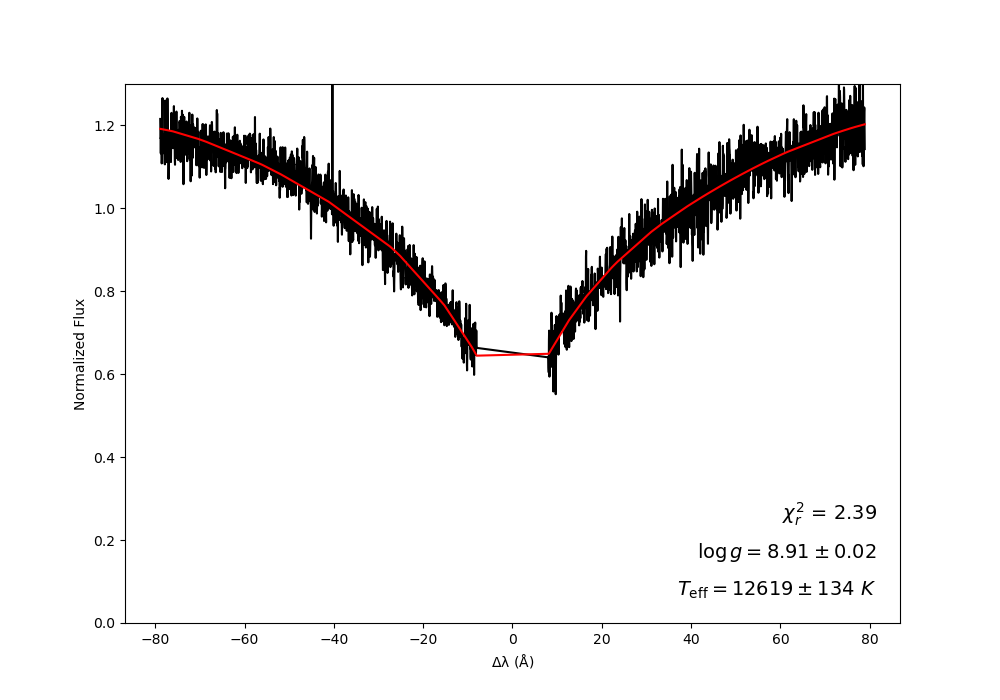 1.2
1.0
0.8
0.6
0.4
0.2
0.0
Normalized Flux
−80 −60 −40 −20 0 20 40 60 80
Δλ (Å)
χ²ᵣ = 2.39
log g = 8.91 ± 0.02
T_eff = 12619 ± 134 K